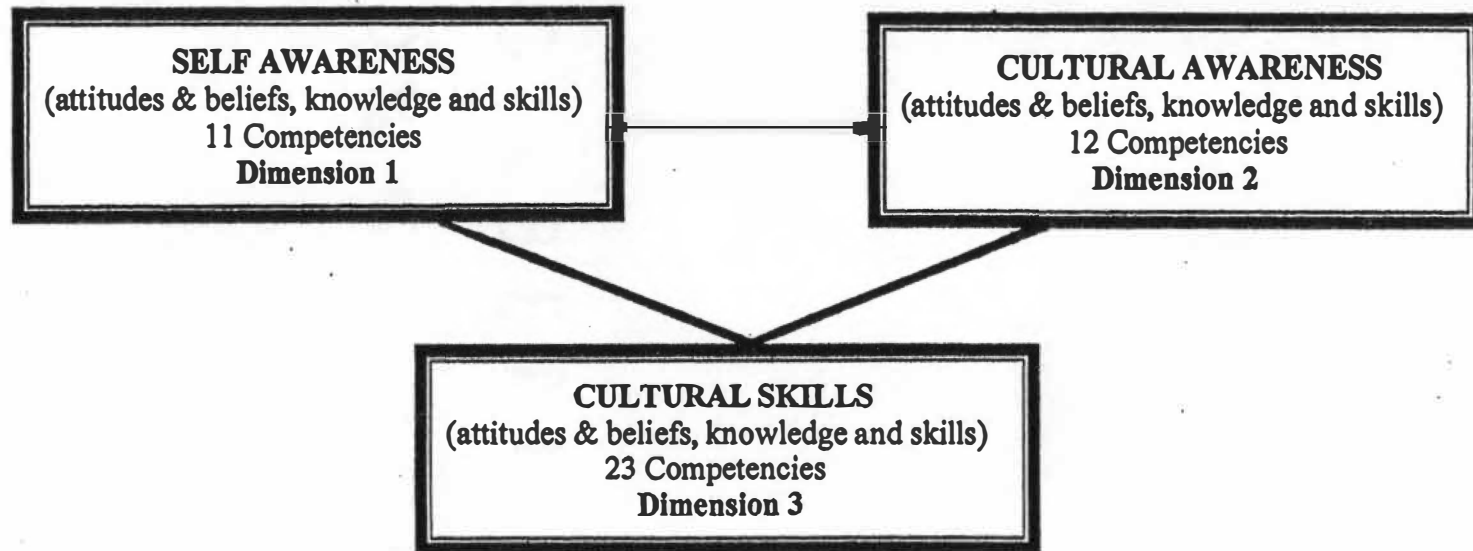 SELF AWARENESS
(attitudes & beliefs, knowledge and skills)
11 Competencies
Dimension 1
CULTURAL AWARENESS
(attitudes & beliefs, knowledge and skills)
12 Competencies
Dimension 2
CULTURAL SKILLS
(attitudes & beliefs, knowledge and skills)
23 Competencies
Dimension 3